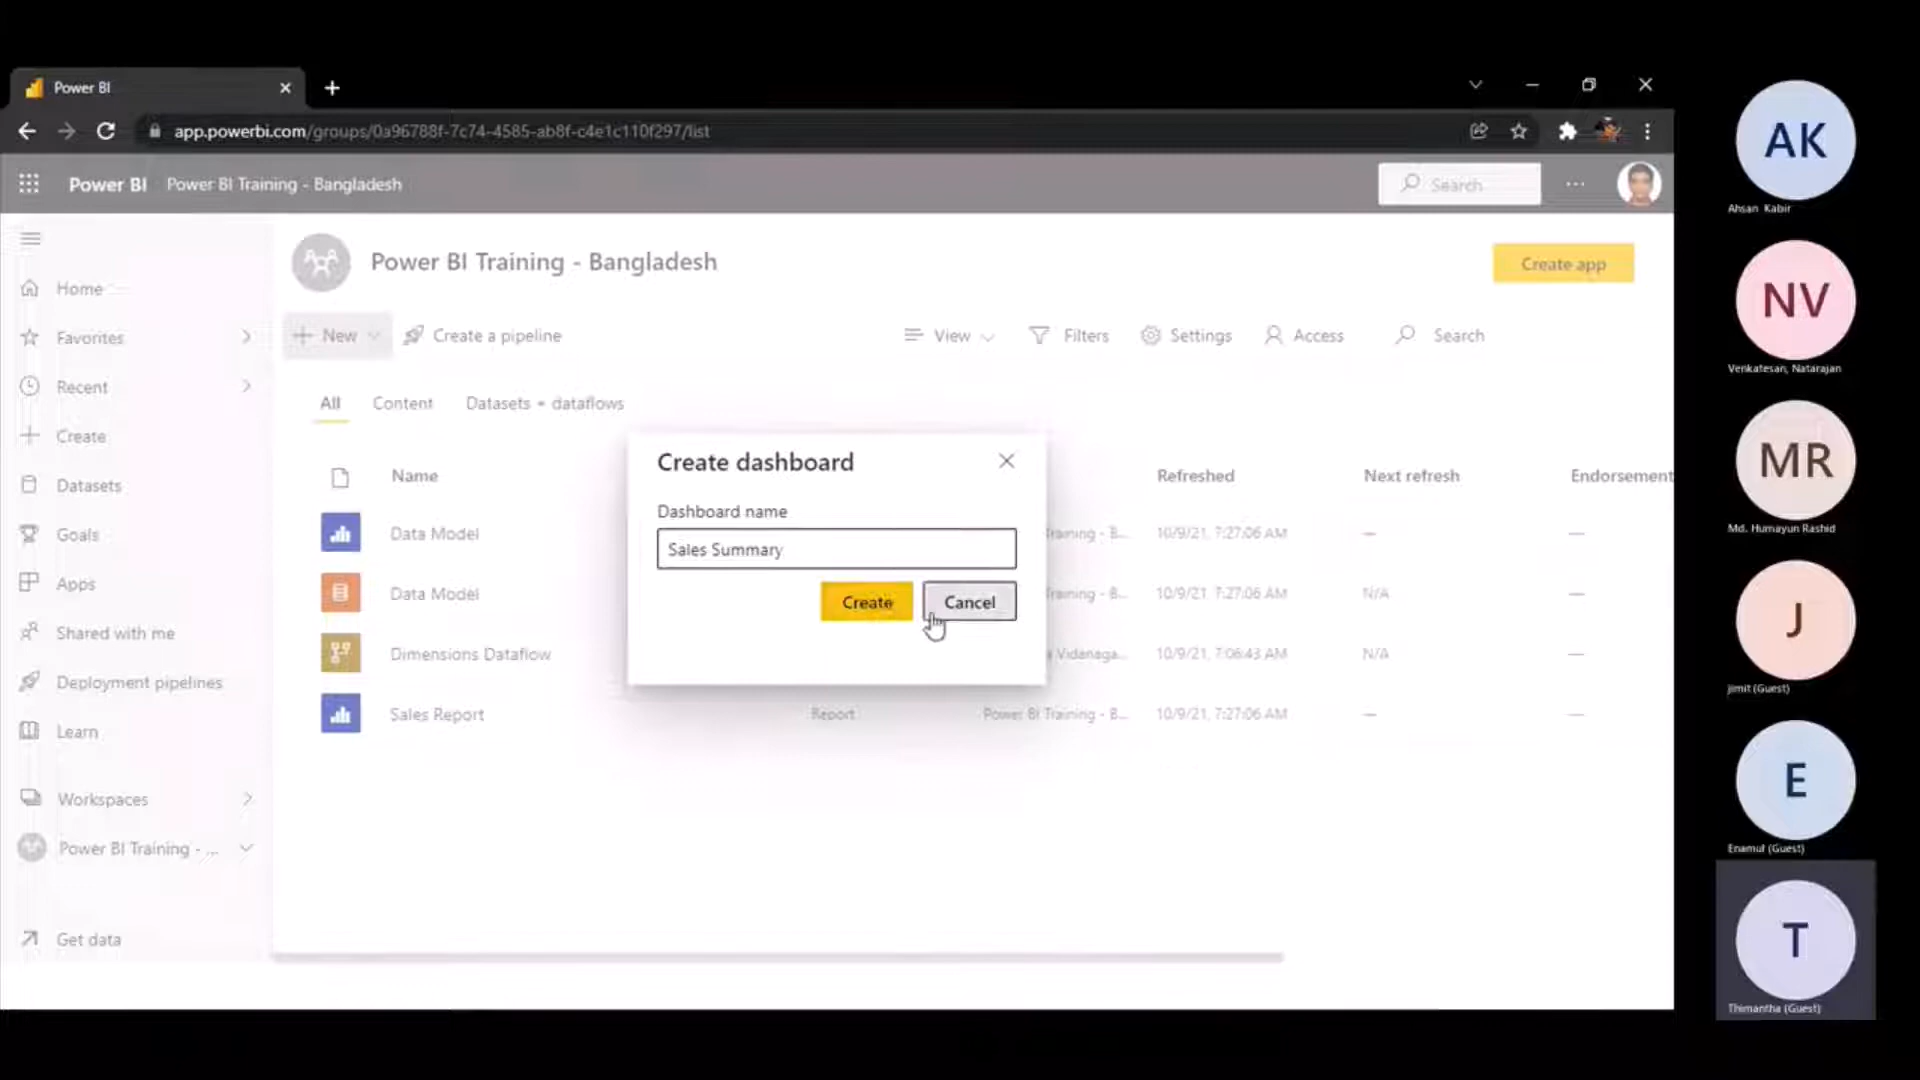 Power BI
app.powerbi.com/groups/0a96788f-7c74-4585-ab8f-c4e1c110f297/list
Power BI Power BI Training - Bangladesh
Search
Power BI Training - Bangladesh
Create app
Home
Favorites
Recent
Create
Datasets
Goals
Apps
Shared with me
Deployment pipelines
Learn
Workspaces
Power BI Training - ...
Get data
New
Create a pipeline
View
Filters
Settings
Access
Search
All Content Datasets + dataflows
Name Refreshed Next refresh Endorsement
Data Model Training - B... 10/9/21, 7:27:06 AM — —
Data Model Training - B... 10/9/21, 7:27:06 AM N/A —
Dimensions Dataflow a Vidanaga... 10/9/21, 7:06:43 AM N/A —
Sales Report Report Power BI Training - B... 10/9/21, 7:27:06 AM — —
Create dashboard
Dashboard name
Sales Summary
Create Cancel
AK
Ahsan Kabir
NV
Venkatesan, Natarajan
MR
Md. Humayun Rashid
J
jimit (Guest)
E
Enamul (Guest)
T
Thimantha (Guest)